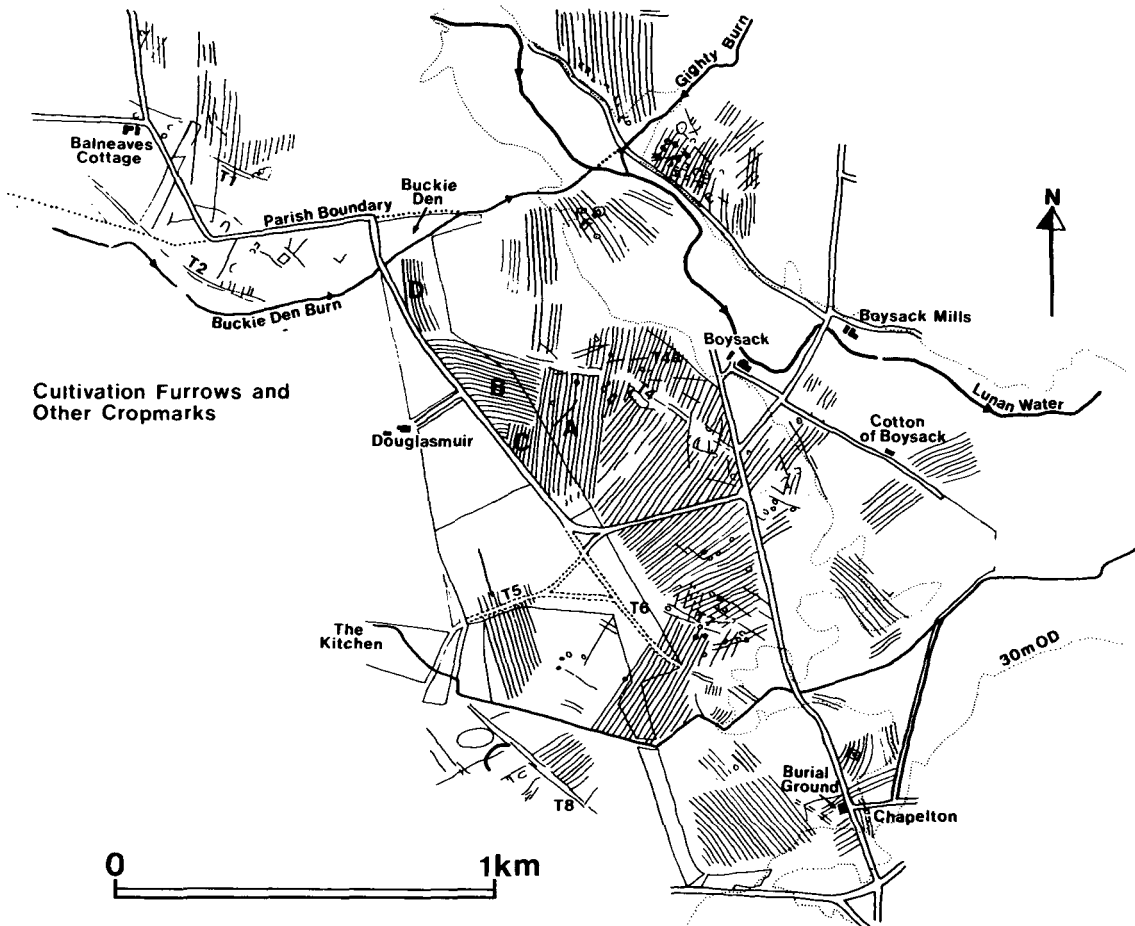 Gighty Burn
Balneaves
Cottage
T1
Buckie
Den
Parish Boundary
N
T2
D
Buckie Den Burn
Boysack Mills
Boysack
Cultivation Furrows and
Other Cropmarks
B
A
C
Lunan Water
Cotton
of Boysack
Douglasmuir
T5
T6
The
Kitchen
30m OD
Burial
Ground
T8
Chapelton
0
1km